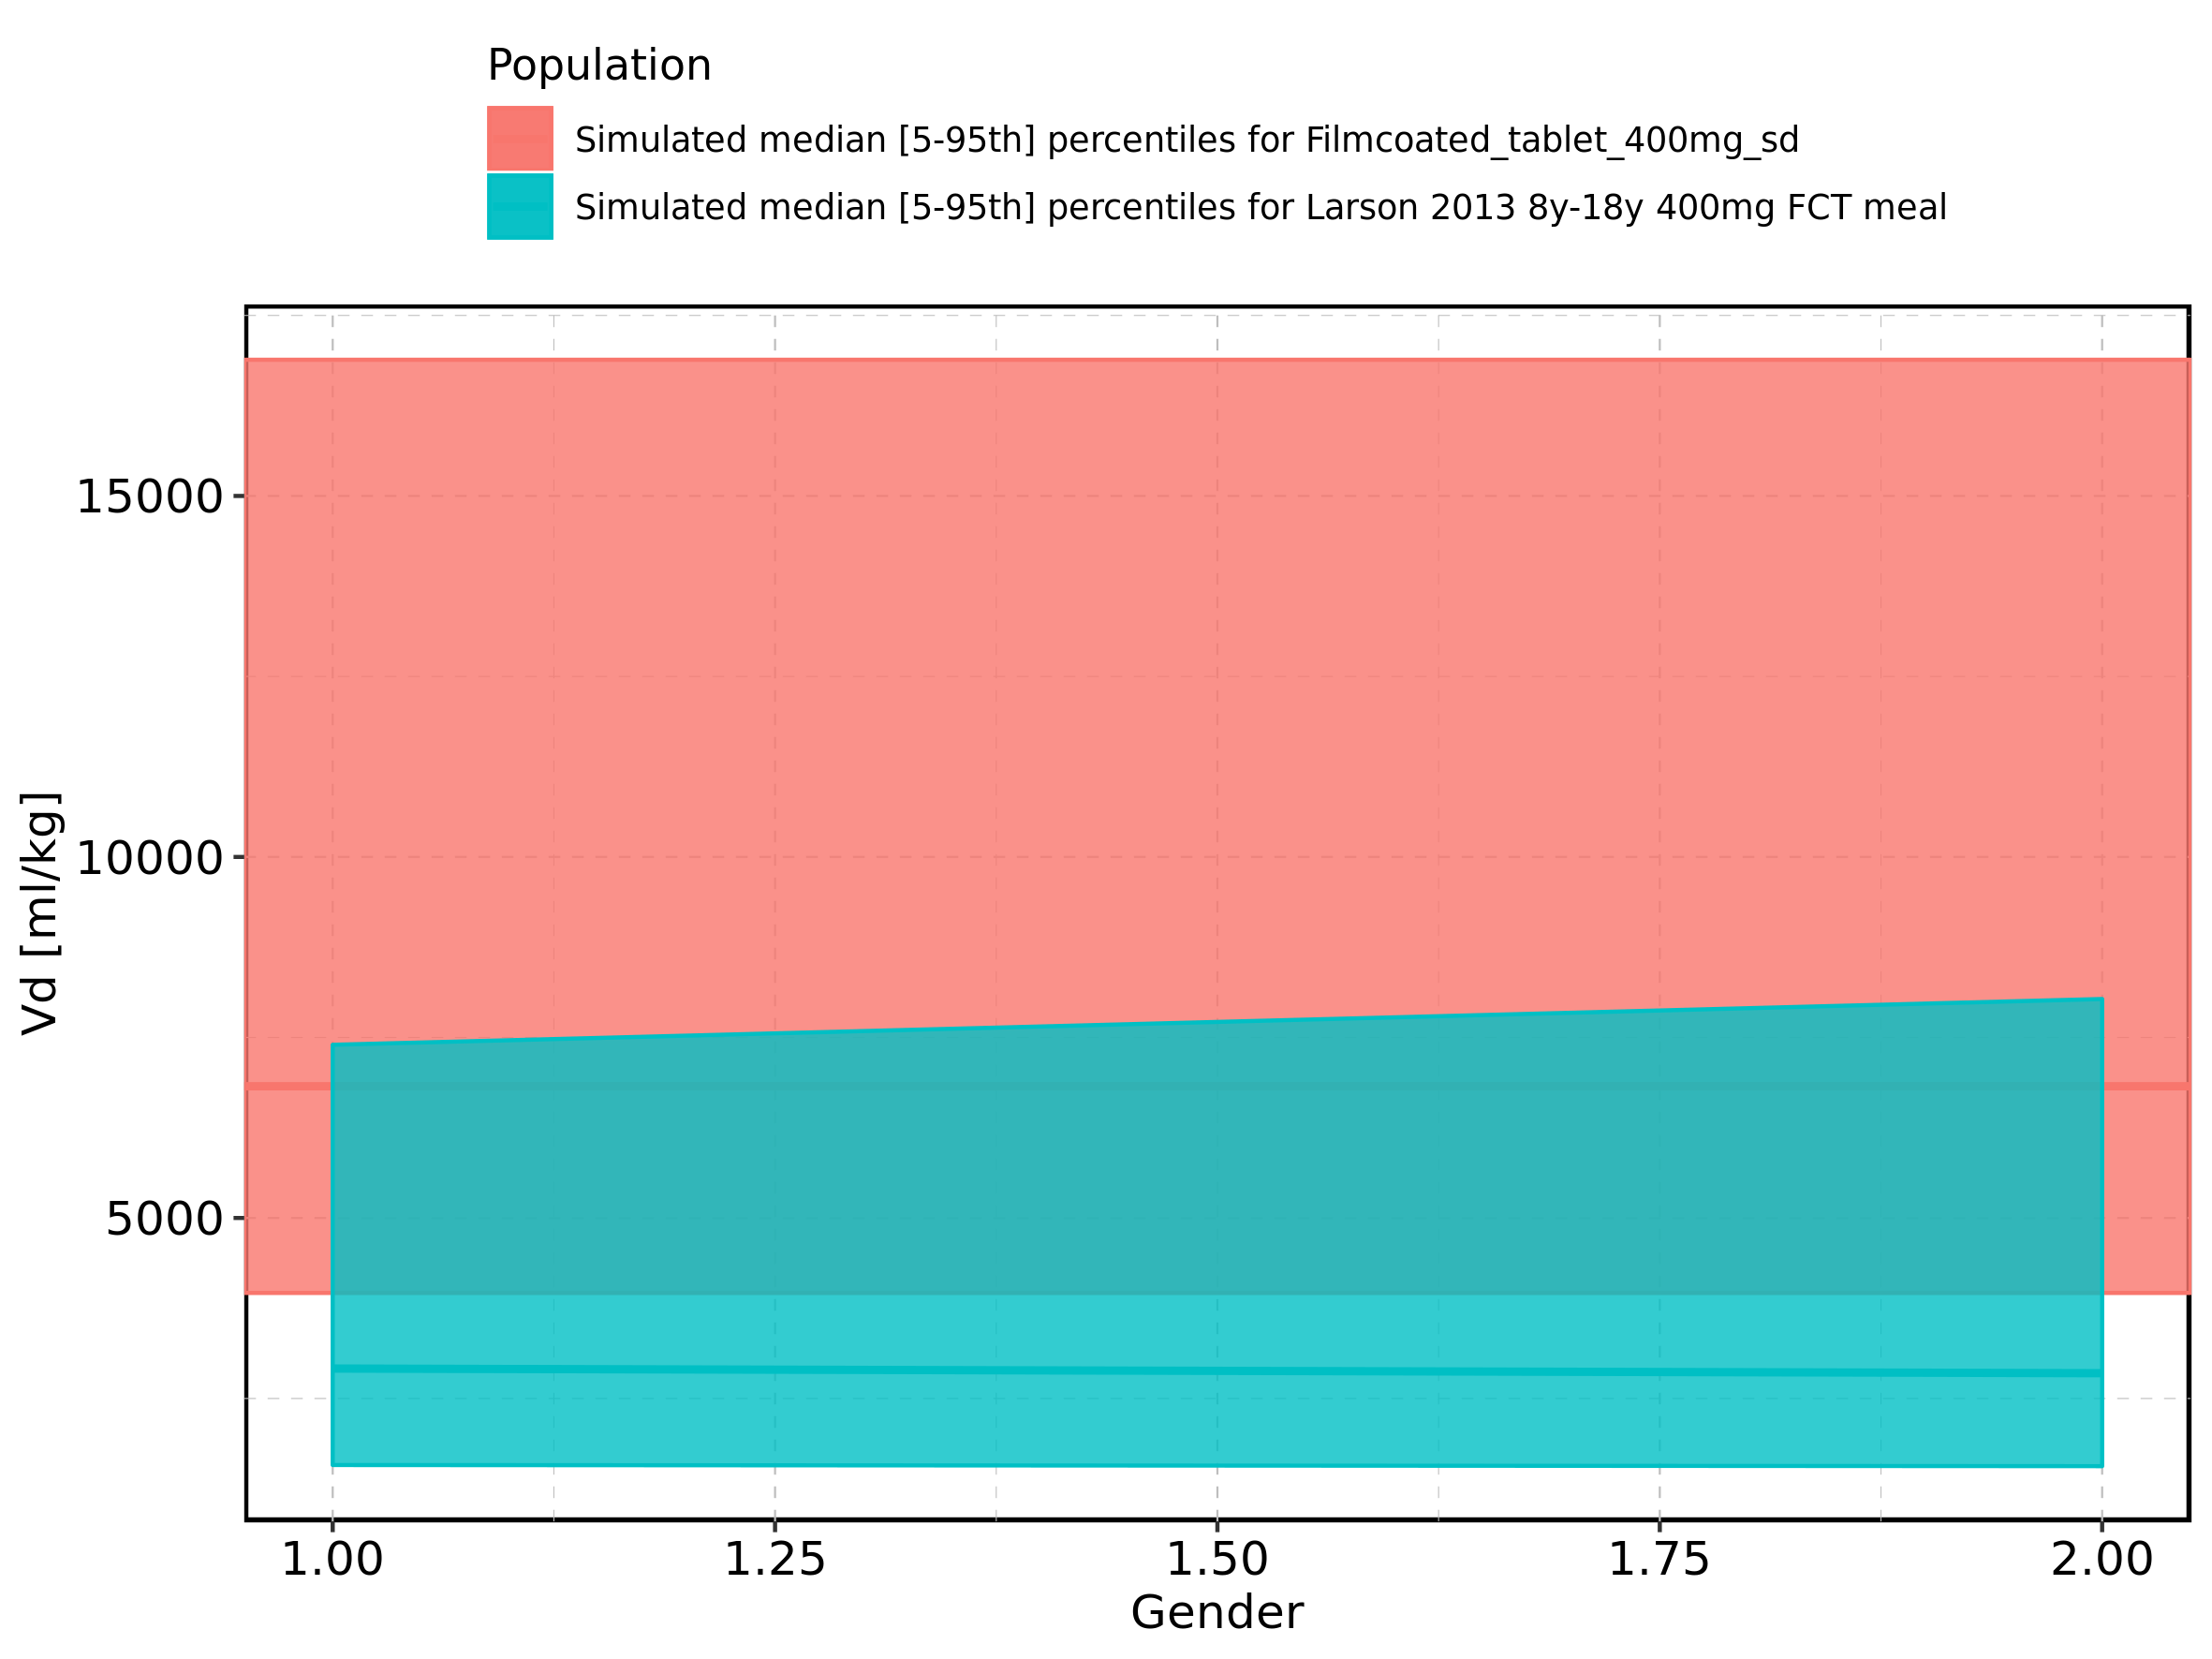 Population
Simulated median [5-95th] percentiles for Filmcoated_tablet_400mg_sd
Simulated median [5-95th] percentiles for Larson 2013 8y-18y 400mg FCT meal
15000
10000
5000
Vd [ml/kg]
1.00 1.25 1.50 1.75 2.00
Gender